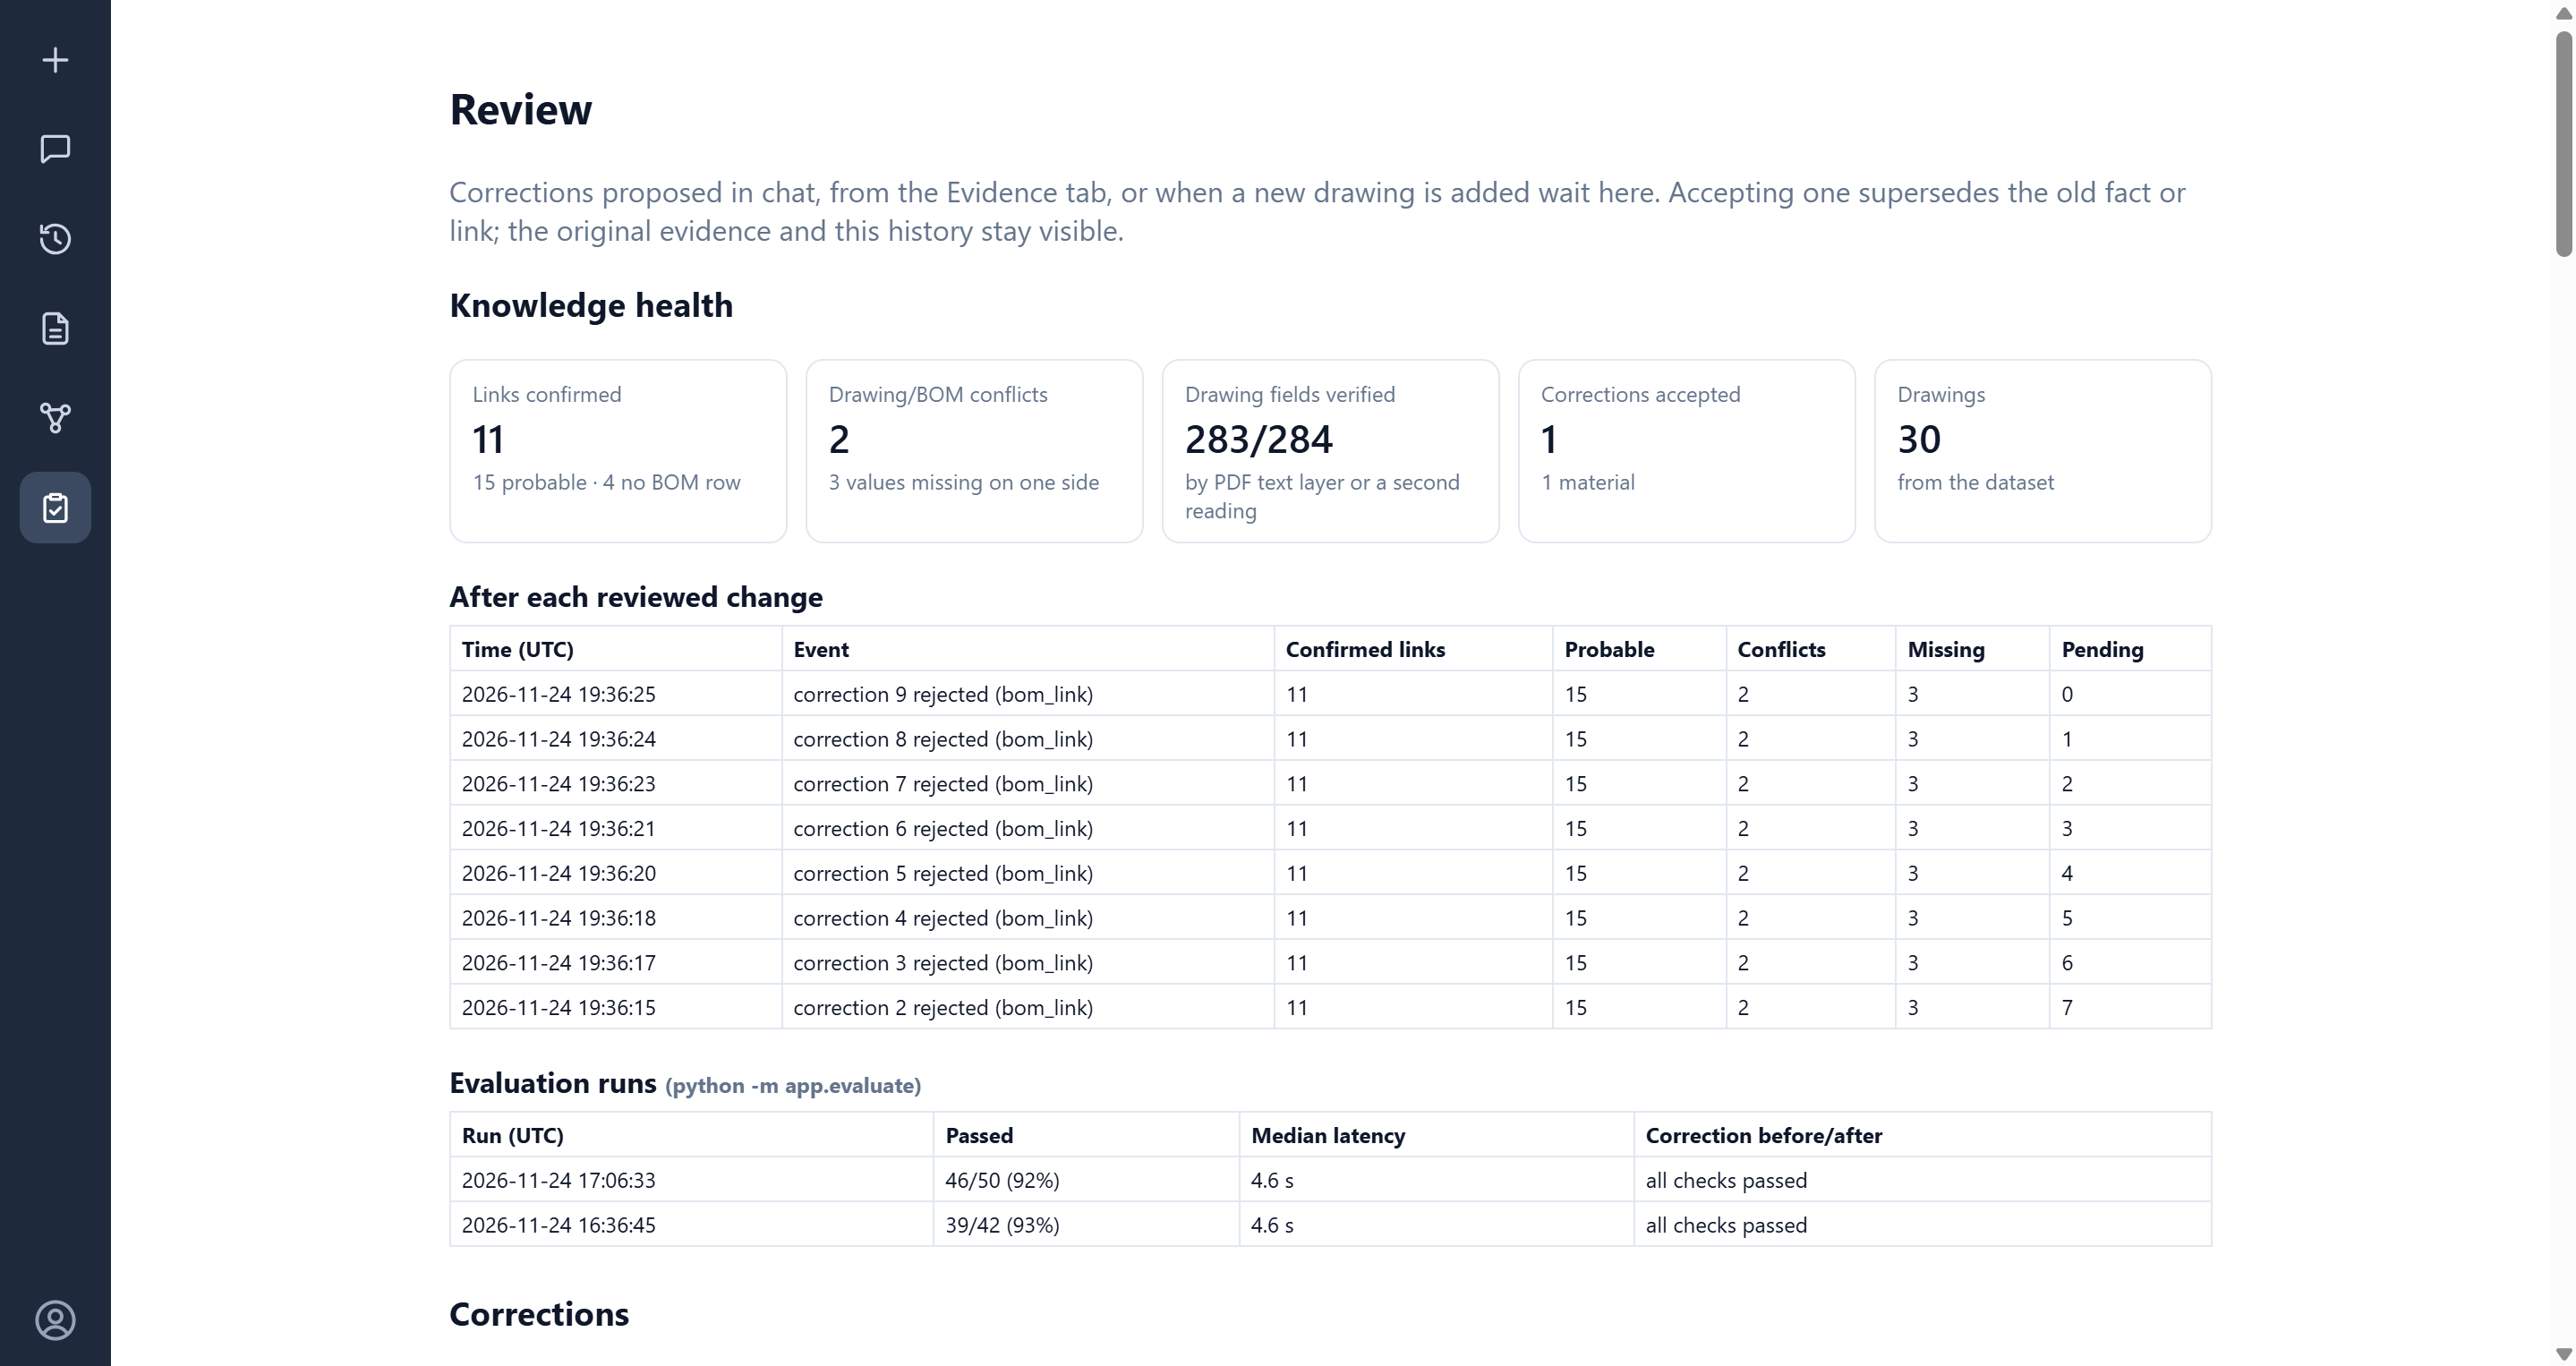 Review
Corrections proposed in chat, from the Evidence tab, or when a new drawing is added wait here. Accepting one supersedes the old fact or
link; the original evidence and this history stay visible.
Knowledge health
Links confirmed
11
15 probable · 4 no BOM row
Drawing/BOM conflicts
2
3 values missing on one side
Drawing fields verified
283/284
by PDF text layer or a second
reading
Corrections accepted
1
1 material
Drawings
30
from the dataset
After each reviewed change
Time (UTC) Event Confirmed links Probable Conflicts Missing Pending
2026-11-24 19:36:25 correction 9 rejected (bom_link) 11 15 2 3 0
2026-11-24 19:36:24 correction 8 rejected (bom_link) 11 15 2 3 1
2026-11-24 19:36:23 correction 7 rejected (bom_link) 11 15 2 3 2
2026-11-24 19:36:21 correction 6 rejected (bom_link) 11 15 2 3 3
2026-11-24 19:36:20 correction 5 rejected (bom_link) 11 15 2 3 4
2026-11-24 19:36:18 correction 4 rejected (bom_link) 11 15 2 3 5
2026-11-24 19:36:17 correction 3 rejected (bom_link) 11 15 2 3 6
2026-11-24 19:36:15 correction 2 rejected (bom_link) 11 15 2 3 7
Evaluation runs (python -m app.evaluate)
Run (UTC) Passed Median latency Correction before/after
2026-11-24 17:06:33 46/50 (92%) 4.6 s all checks passed
2026-11-24 16:36:45 39/42 (93%) 4.6 s all checks passed
Corrections